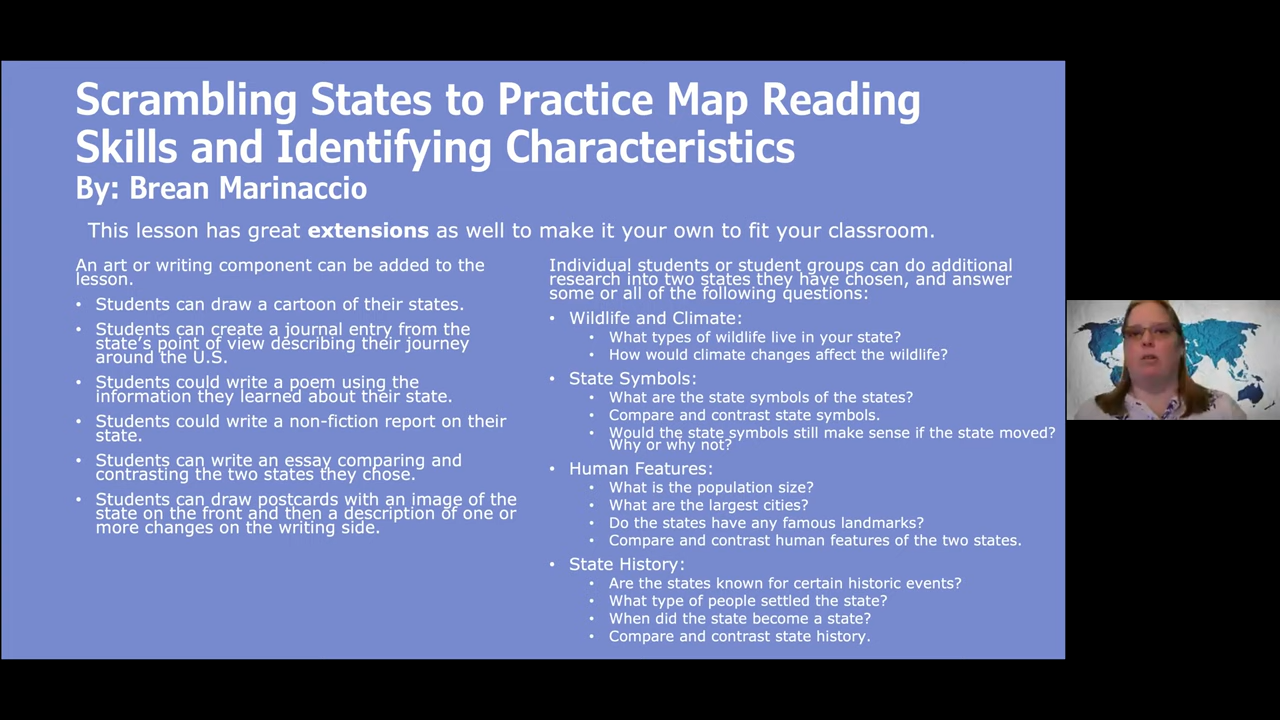 Scrambling States to Practice Map Reading
Skills and Identifying Characteristics
By: Brean Marinaccio
This lesson has great extensions as well to make it your own to fit your classroom.
An art or writing component can be added to the
lesson.
• Students can draw a cartoon of their states.
• Students can create a journal entry from the
state's point of view describing their journey
around the U.S.
• Students could write a poem using the
information they learned about their state.
• Students could write a non-fiction report on their
state.
• Students can write an essay comparing and
contrasting the two states they chose.
• Students can draw postcards with an image of the
state on the front and then a description of one or
more changes on the writing side.
Individual students or student groups can do additional
research into two states they have chosen, and answer
some or all of the following questions:
• Wildlife and Climate:
• What types of wildlife live in your state?
• How would climate changes affect the wildlife?
• State Symbols:
• What are the state symbols of the states?
• Compare and contrast state symbols.
• Would the state symbols still make sense if the state moved?
Why or why not?
• Human Features:
• What is the population size?
• What are the largest cities?
• Do the states have any famous landmarks?
• Compare and contrast human features of the two states.
• State History:
• Are the states known for certain historic events?
• What type of people settled the state?
• When did the state become a state?
• Compare and contrast state history.